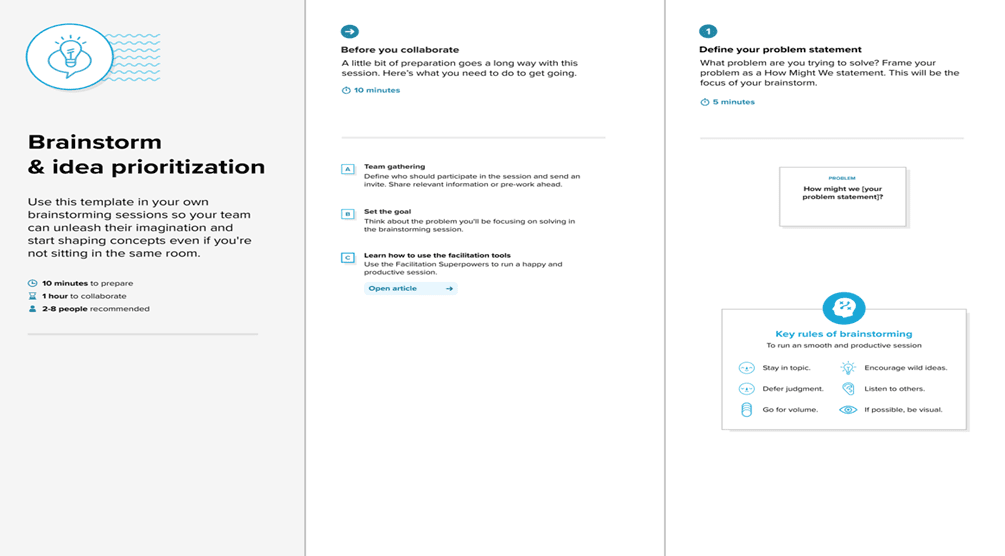 Brainstorm
& idea prioritization
Use this template in your own
brainstorming sessions so your team
can unleash their imagination and
start shaping concepts even if you're
not sitting in the same room.
10 minutes to prepare
1 hour to collaborate
2-8 people recommended
Before you collaborate
A little bit of preparation goes a long way with this
session. Here's what you need to do to get going.
10 minutes
A
Team gathering
Define who should participate in the session and send an
invite. Share relevant information or pre-work ahead.
B
Set the goal
Think about the problem you'll be focusing on solving in
the brainstorming session.
C
Learn how to use the facilitation tools
Use the Facilitation Superpowers to run a happy and
productive session.
Open article
1
Define your problem statement
What problem are you trying to solve? Frame your
problem as a How Might We statement. This will be the
focus of your brainstorm.
5 minutes
PROBLEM
How might we [your
problem statement]?
Key rules of brainstorming
To run an smooth and productive session
Stay in topic.
Encourage wild ideas.
Defer judgment.
Listen to others.
Go for volume.
If possible, be visual.